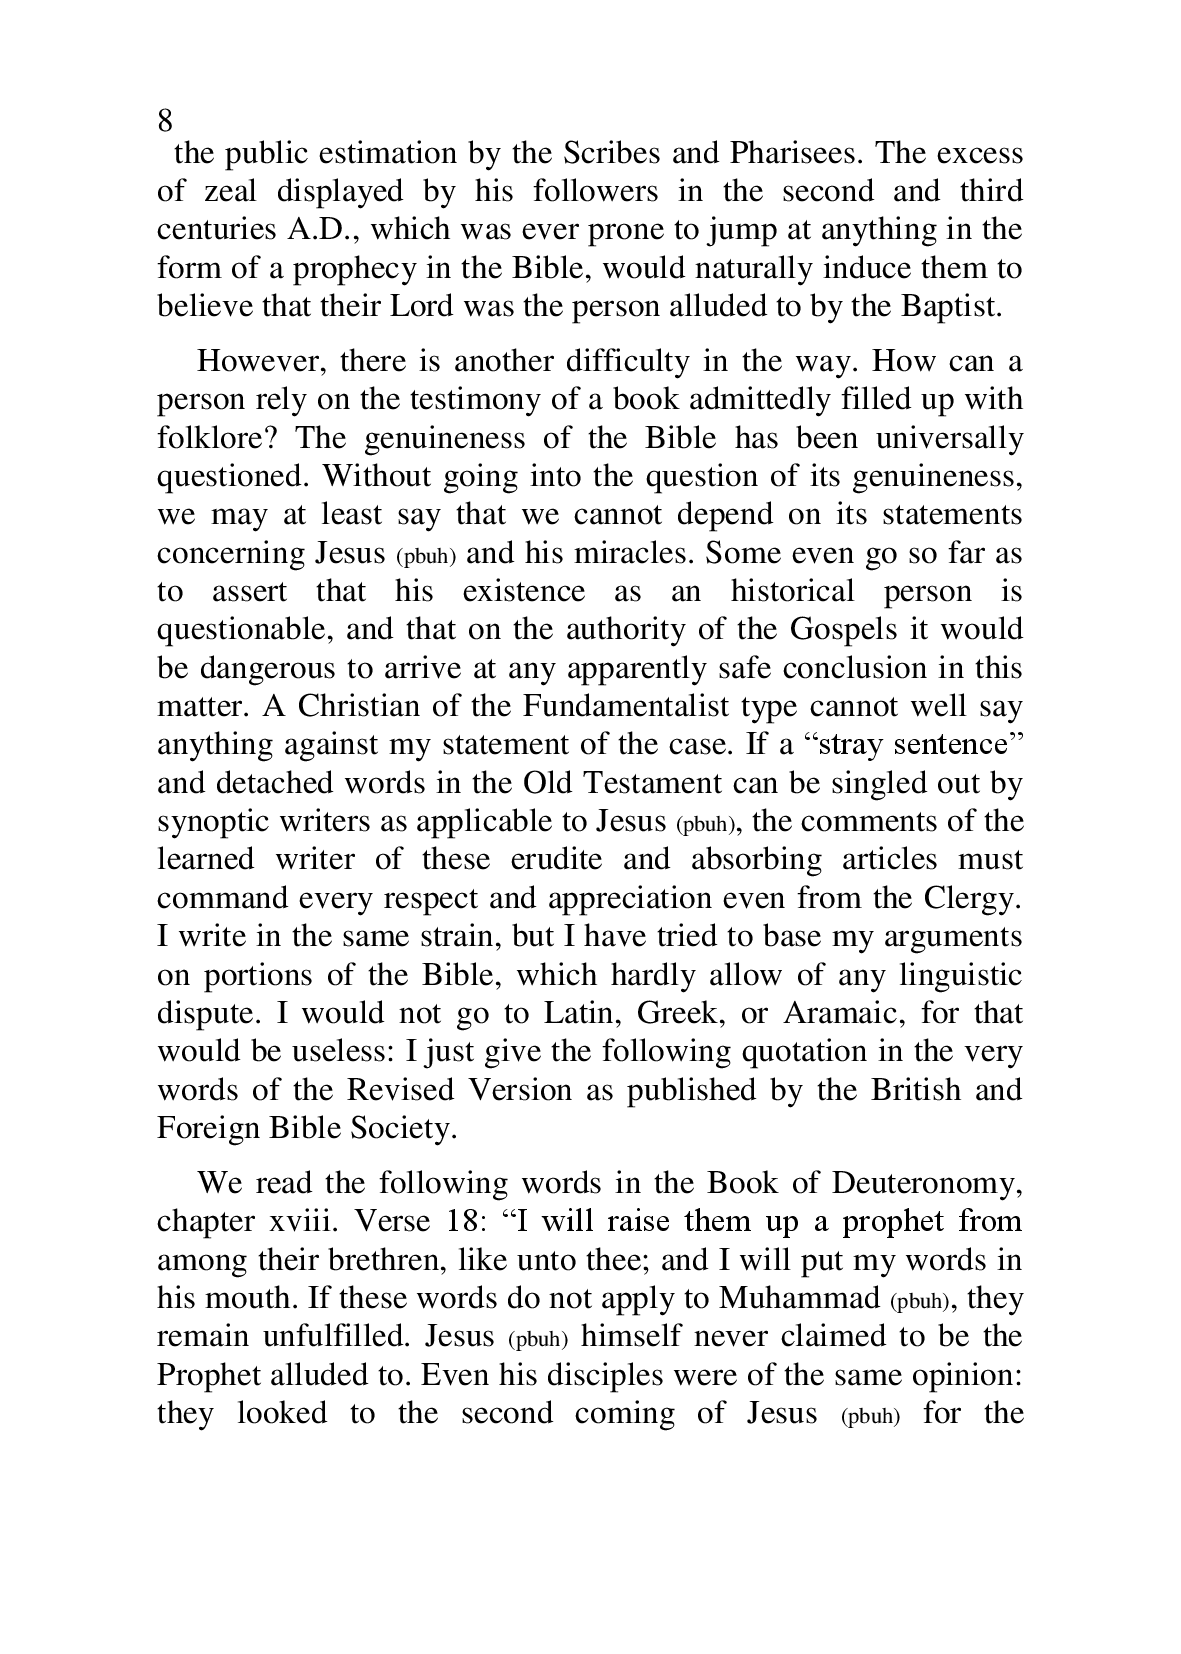 8
the public estimation by the Scribes and Pharisees. The excess
of zeal displayed by his followers in the second and third
centuries A.D., which was ever prone to jump at anything in the
form of a prophecy in the Bible, would naturally induce them to
believe that their Lord was the person alluded to by the Baptist.
However, there is another difficulty in the way. How can a
person rely on the testimony of a book admittedly filled up with
folklore? The genuineness of the Bible has been universally
questioned. Without going into the question of its genuineness,
we may at least say that we cannot depend on its statements
concerning Jesus (pbuh) and his miracles. Some even go so far as
to assert that his existence as an historical person is
questionable, and that on the authority of the Gospels it would
be dangerous to arrive at any apparently safe conclusion in this
matter. A Christian of the Fundamentalist type cannot well say
anything against my statement of the case. If a “stray sentence”
and detached words in the Old Testament can be singled out by
synoptic writers as applicable to Jesus (pbuh), the comments of the
learned writer of these erudite and absorbing articles must
command every respect and appreciation even from the Clergy.
I write in the same strain, but I have tried to base my arguments
on portions of the Bible, which hardly allow of any linguistic
dispute. I would not go to Latin, Greek, or Aramaic, for that
would be useless: I just give the following quotation in the very
words of the Revised Version as published by the British and
Foreign Bible Society.
We read the following words in the Book of Deuteronomy,
chapter xviii. Verse 18: “I will raise them up a prophet from
among their brethren, like unto thee; and I will put my words in
his mouth. If these words do not apply to Muhammad (pbuh), they
remain unfulfilled. Jesus (pbuh) himself never claimed to be the
Prophet alluded to. Even his disciples were of the same opinion:
they looked to the second coming of Jesus (pbuh) for the